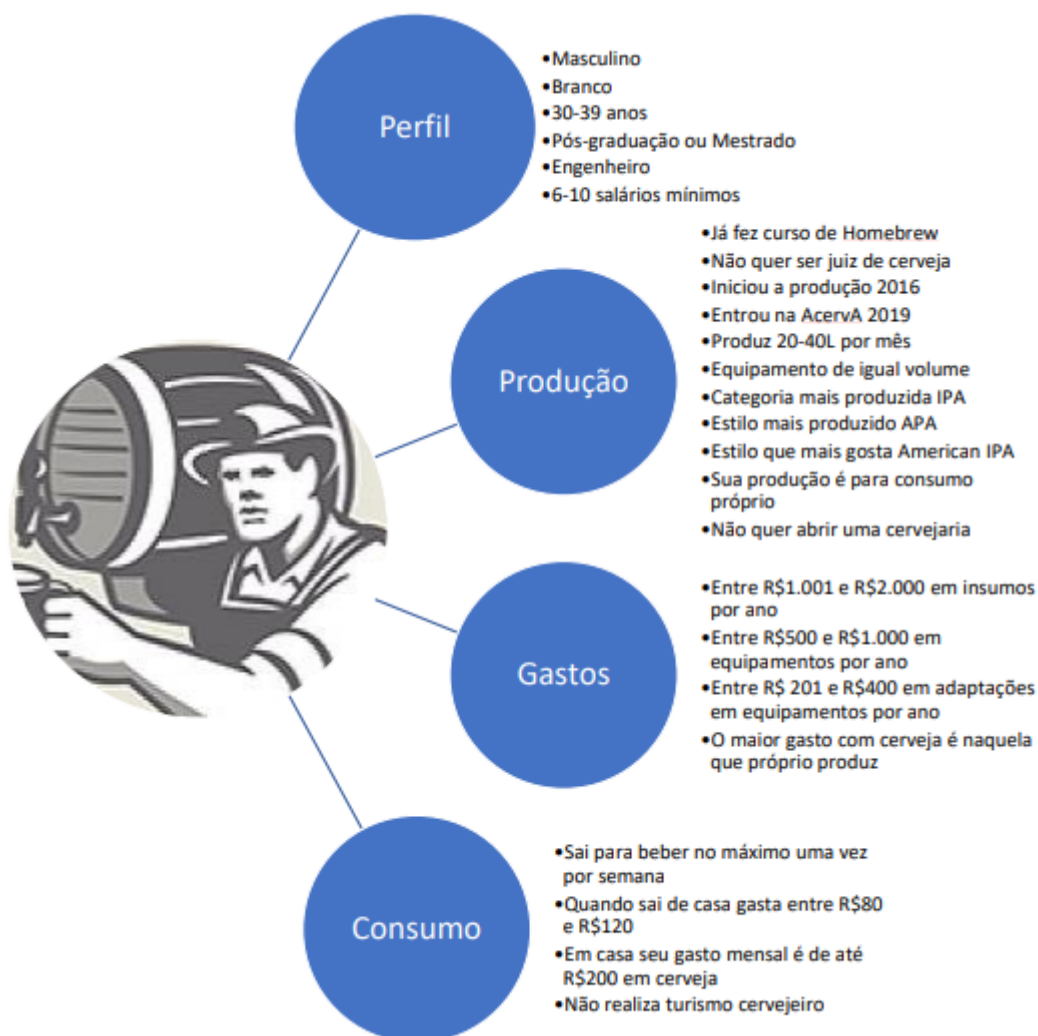 Perfil
•Masculino
•Branco
•30-39 anos
•Pós-graduação ou Mestrado
•Engenheiro
•6-10 salários mínimos
Produção
•Já fez curso de Homebrew
•Não quer ser juiz de cerveja
•Iniciou a produção 2016
•Entrou na AcervA 2019
•Produz 20-40L por mês
•Equipamento de igual volume
•Categoria mais produzida IPA
•Estilo mais produzido APA
•Estilo que mais gosta American IPA
•Sua produção é para consumo
próprio
•Não quer abrir uma cervejaria
Gastos
•Entre R$1.001 e R$2.000 em insumos
por ano
•Entre R$500 e R$1.000 em
equipamentos por ano
•Entre R$ 201 e R$400 em adaptações
em equipamentos por ano
•O maior gasto com cerveja é naquela
que próprio produz
Consumo
•Sai para beber no máximo uma vez
por semana
•Quando sai de casa gasta entre R$80
e R$120
•Em casa seu gasto mensal é de até
R$200 em cerveja
•Não realiza turismo cervejeiro